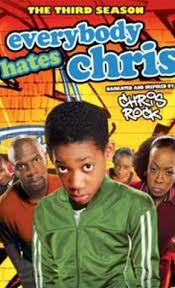 THE THIRD SEASON
everybody
hates chris
NARRATED AND INSPIRED BY
CHRIS
ROCK